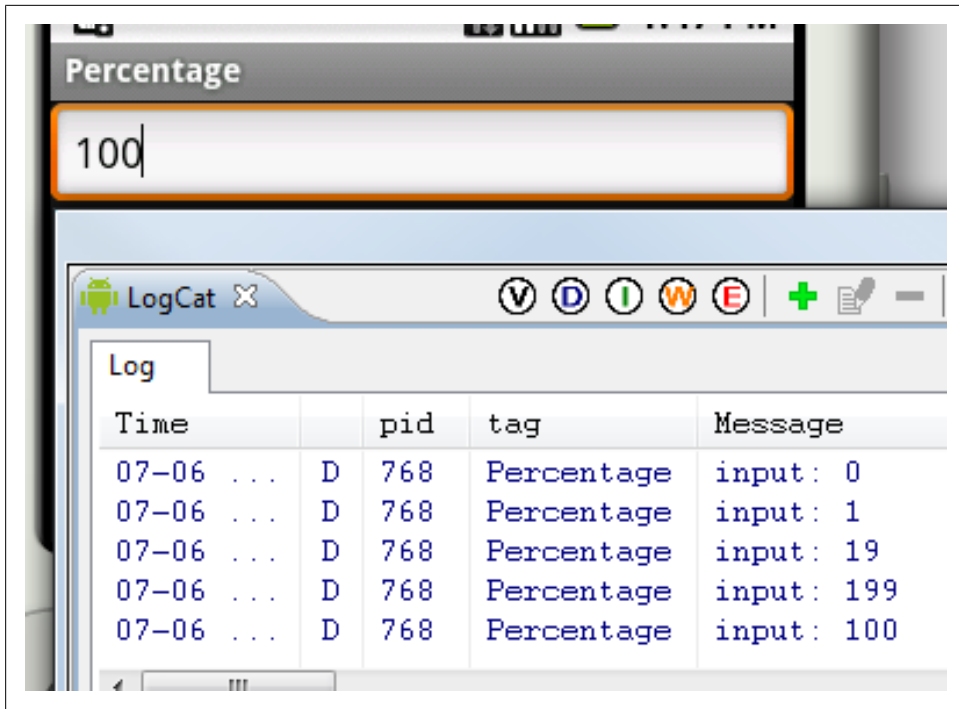 Percentage
100
LogCat
V D I W E
Log
Time pid tag Message
07-06 ... D 768 Percentage input: 0
07-06 ... D 768 Percentage input: 1
07-06 ... D 768 Percentage input: 19
07-06 ... D 768 Percentage input: 199
07-06 ... D 768 Percentage input: 100